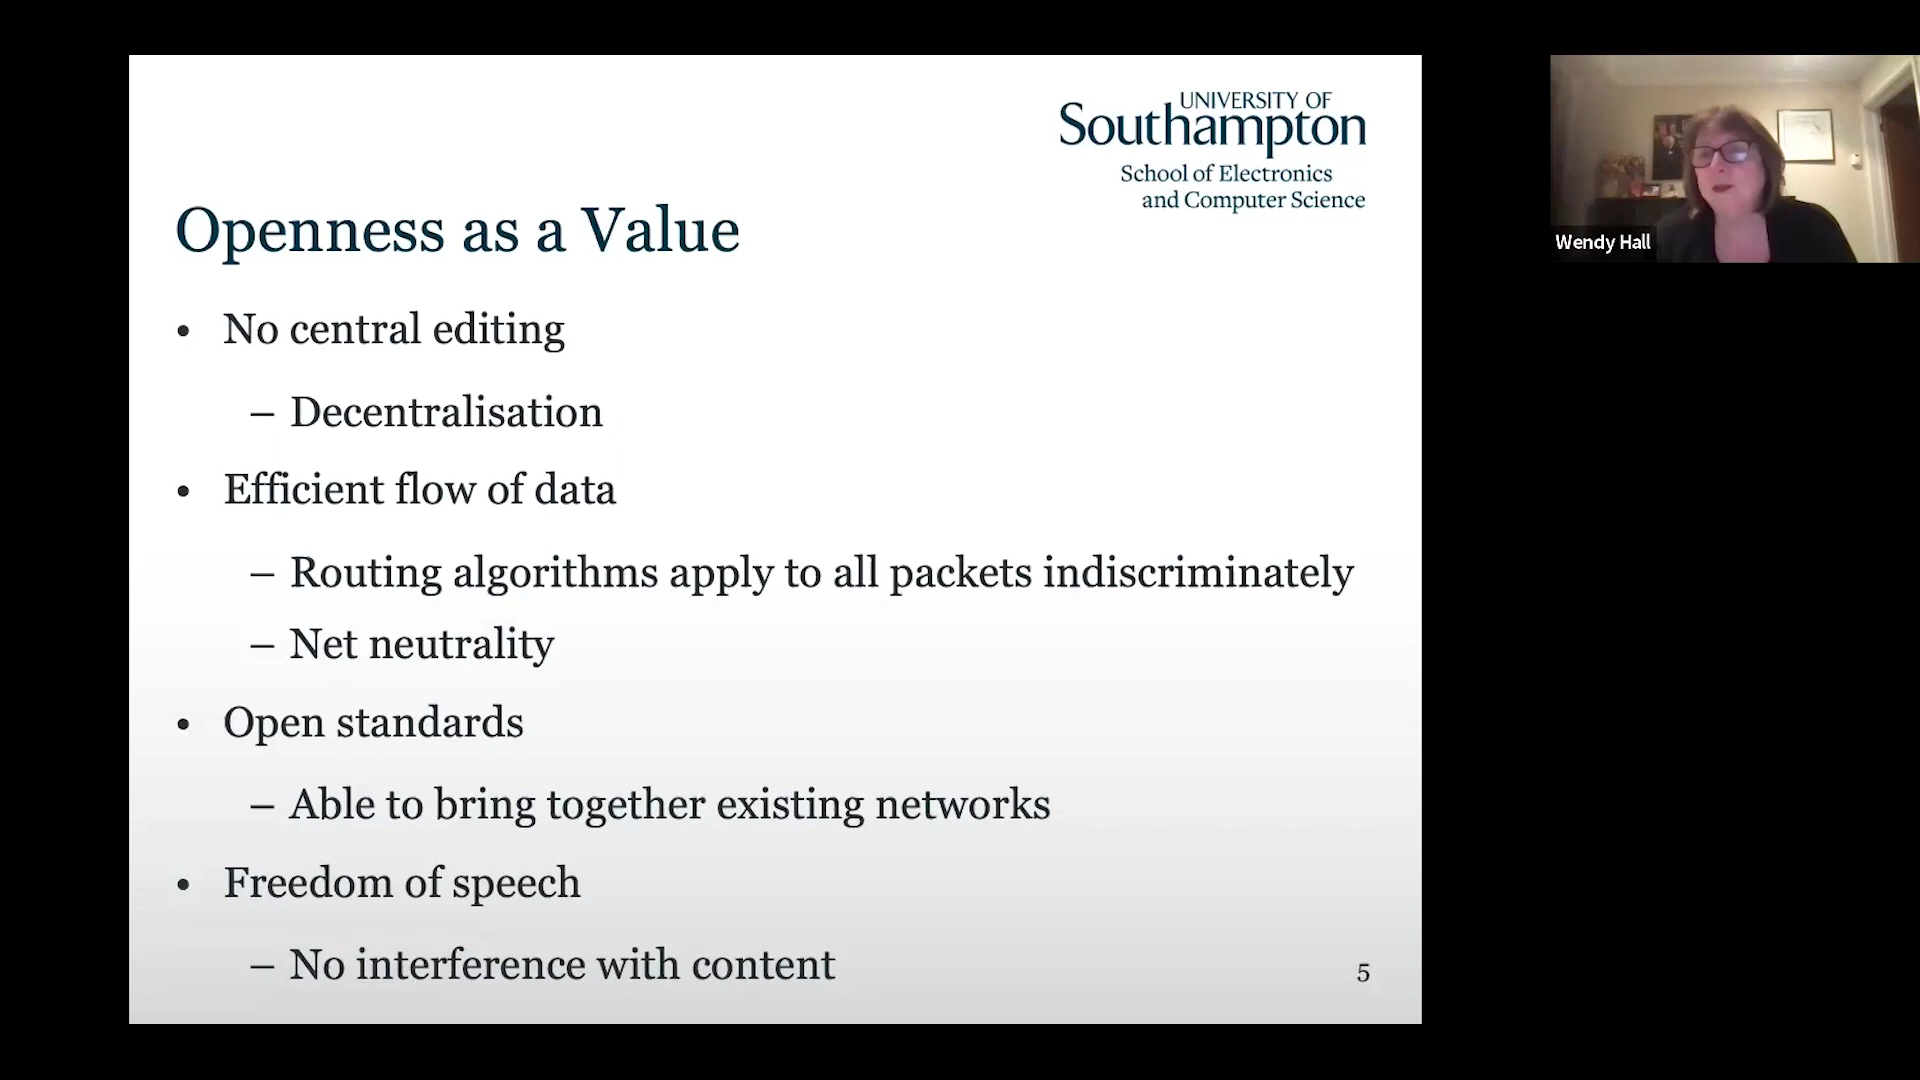 UNIVERSITY OF
Southampton
School of Electronics
and Computer Science
Openness as a Value
• No central editing
– Decentralisation
• Efficient flow of data
– Routing algorithms apply to all packets indiscriminately
– Net neutrality
• Open standards
– Able to bring together existing networks
• Freedom of speech
– No interference with content
5
Wendy Hall